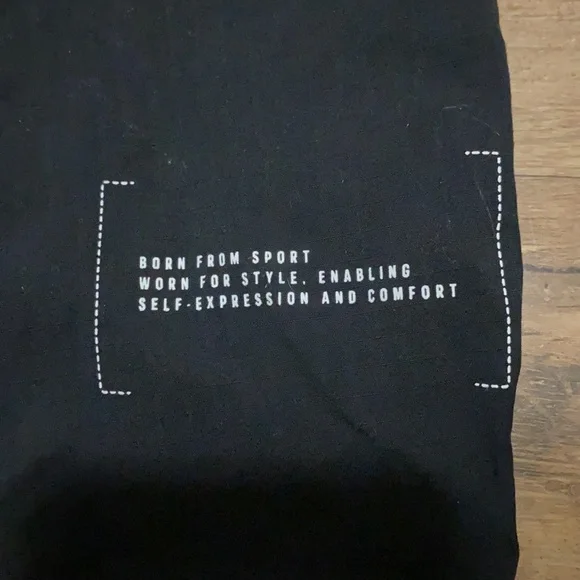 BORN FROM SPORT
WORN FOR STYLE, ENABLING
SELF-EXPRESSION AND COMFORT